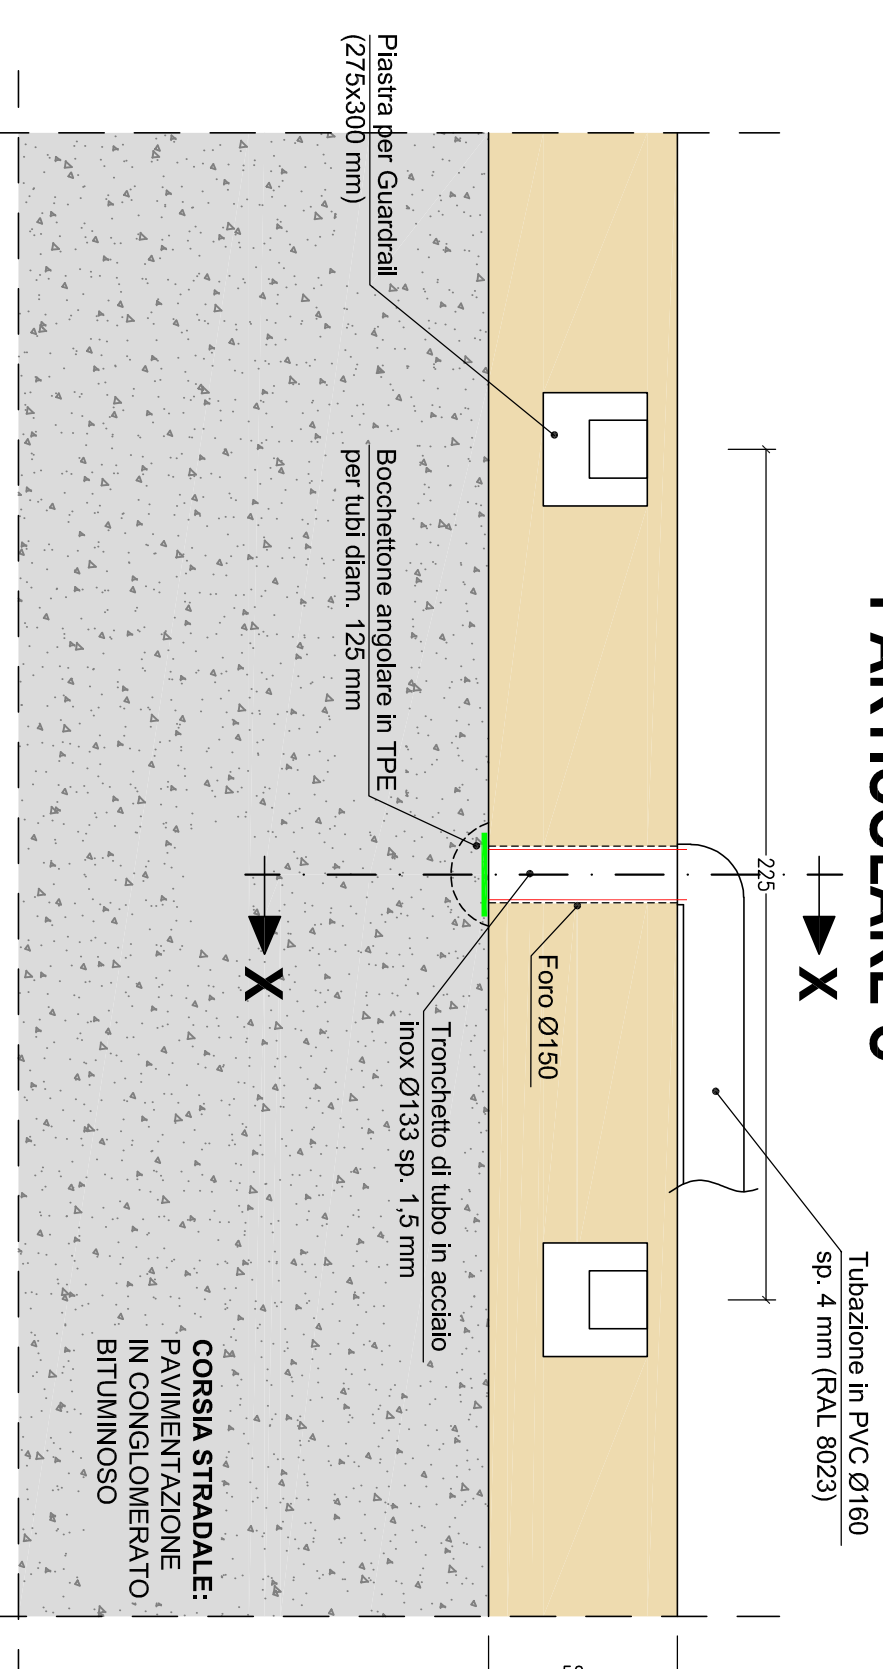 Piastra per Guardrail
(275x300 mm)
Bocchettone angolare in TPE
per tubi diam. 125 mm
225
X
X
Foro Ø150
Tronchetto di tubo in acciaio
inox Ø133 sp. 1,5 mm
Tubazione in PVC Ø160
sp. 4 mm (RAL 8023)
CORSIA STRADALE:
PAVIMENTAZIONE
IN CONGLOMERATO
BITUMINOSO